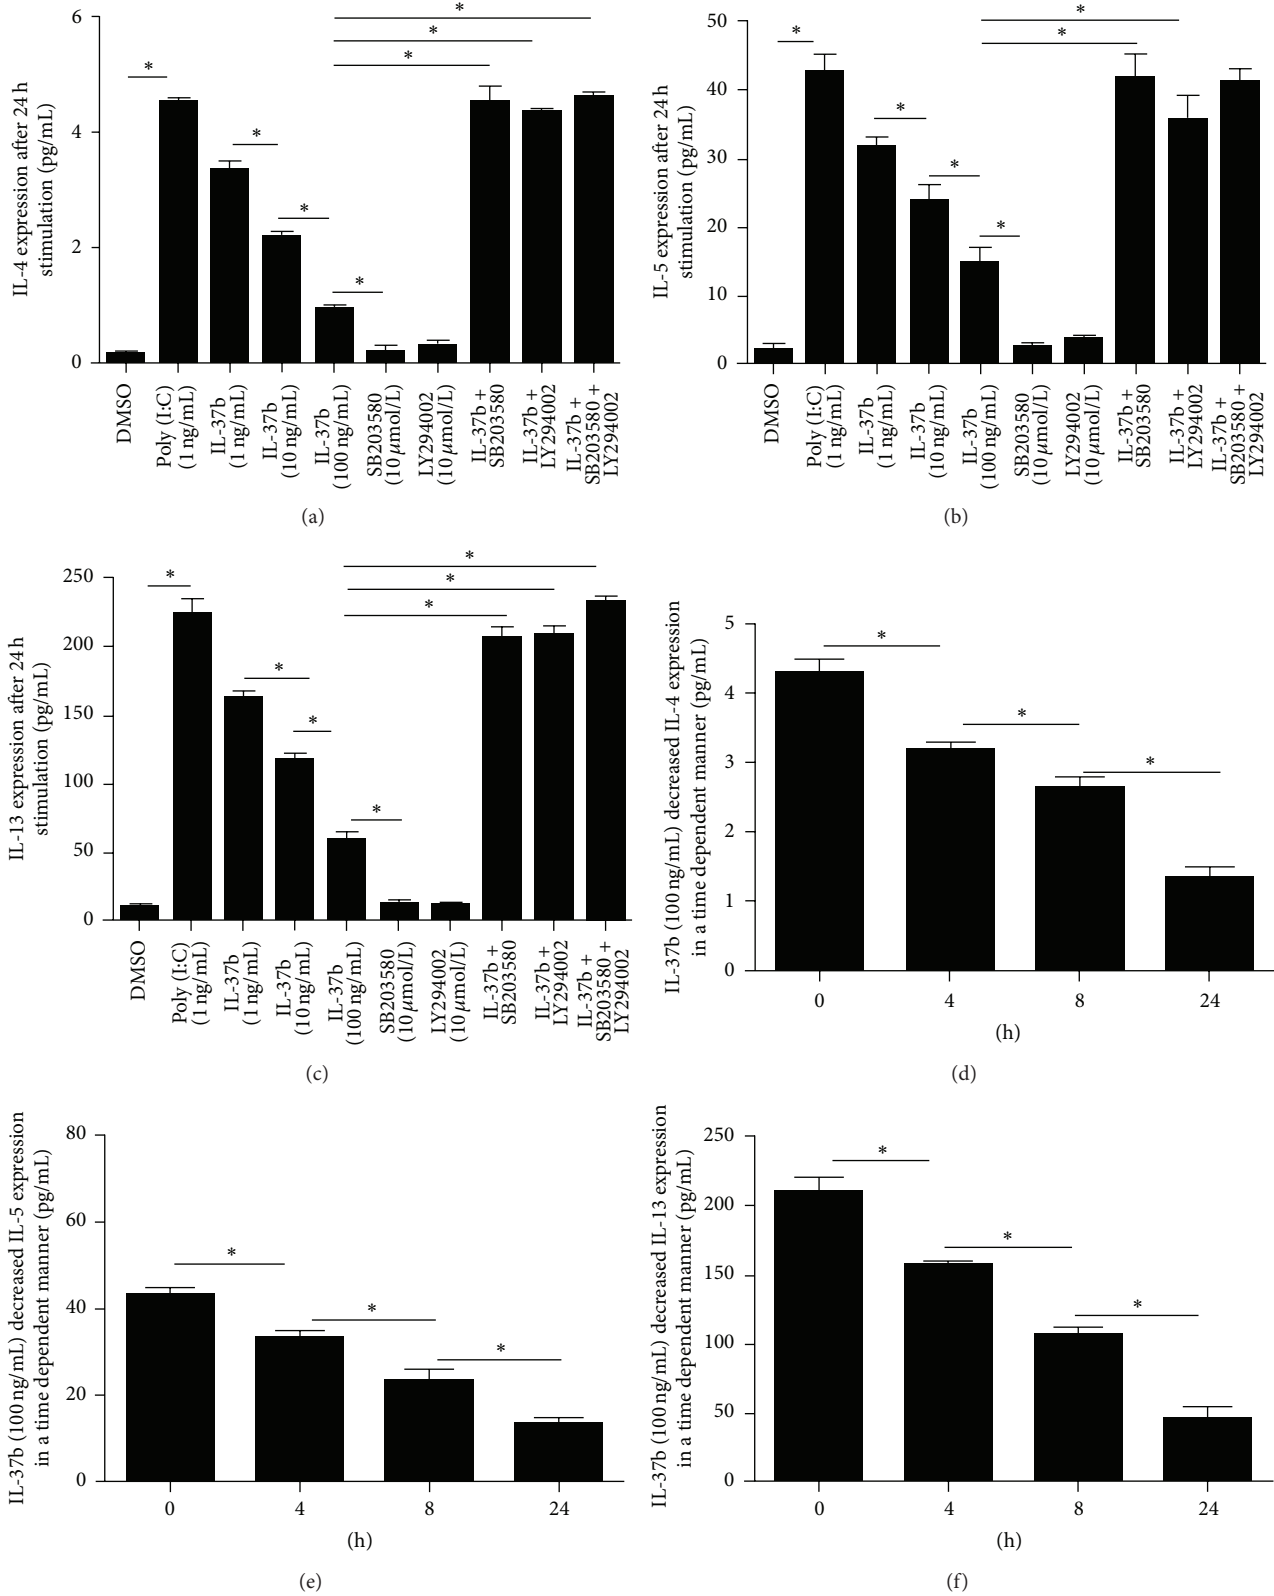 IL-4 expression after 24 h
stimulation (pg/mL)
6
4
2
0
*
*
*
*
*
*
*
DMSO
Poly (I:C)
(1 ng/mL)
IL-37b
(1 ng/mL)
IL-37b
(10 ng/mL)
IL-37b
(100 ng/mL)
SB203580
(10 μmol/L)
LY294002
(10 μmol/L)
IL-37b +
SB203580
IL-37b +
LY294002
IL-37b +
SB203580 +
LY294002
(a)
IL-5 expression after 24 h
stimulation (pg/mL)
50
40
30
20
10
0
*
*
*
*
*
*
DMSO
Poly (I:C)
(1 ng/mL)
IL-37b
(1 ng/mL)
IL-37b
(10 ng/mL)
IL-37b
(100 ng/mL)
SB203580
(10 μmol/L)
LY294002
(10 μmol/L)
IL-37b +
SB203580
IL-37b +
LY294002
IL-37b +
SB203580 +
LY294002
(b)
IL-13 expression after 24 h
stimulation (pg/mL)
250
200
150
100
50
0
*
*
*
*
*
*
*
DMSO
Poly (I:C)
(1 ng/mL)
IL-37b
(1 ng/mL)
IL-37b
(10 ng/mL)
IL-37b
(100 ng/mL)
SB203580
(10 μmol/L)
LY294002
(10 μmol/L)
IL-37b +
SB203580
IL-37b +
LY294002
IL-37b +
SB203580 +
LY294002
(c)
IL-37b (100 ng/mL) decreased IL-4 expression
in a time dependent manner (pg/mL)
5
4
3
2
1
0
*
*
*
0
4
8
24
(h)
(d)
IL-37b (100 ng/mL) decreased IL-5 expression
in a time dependent manner (pg/mL)
80
60
40
20
0
*
*
*
0
4
8
24
(h)
(e)
IL-37b (100 ng/mL) decreased IL-13 expression
in a time dependent manner (pg/mL)
250
200
150
100
50
0
*
*
*
0
4
8
24
(h)
(f)